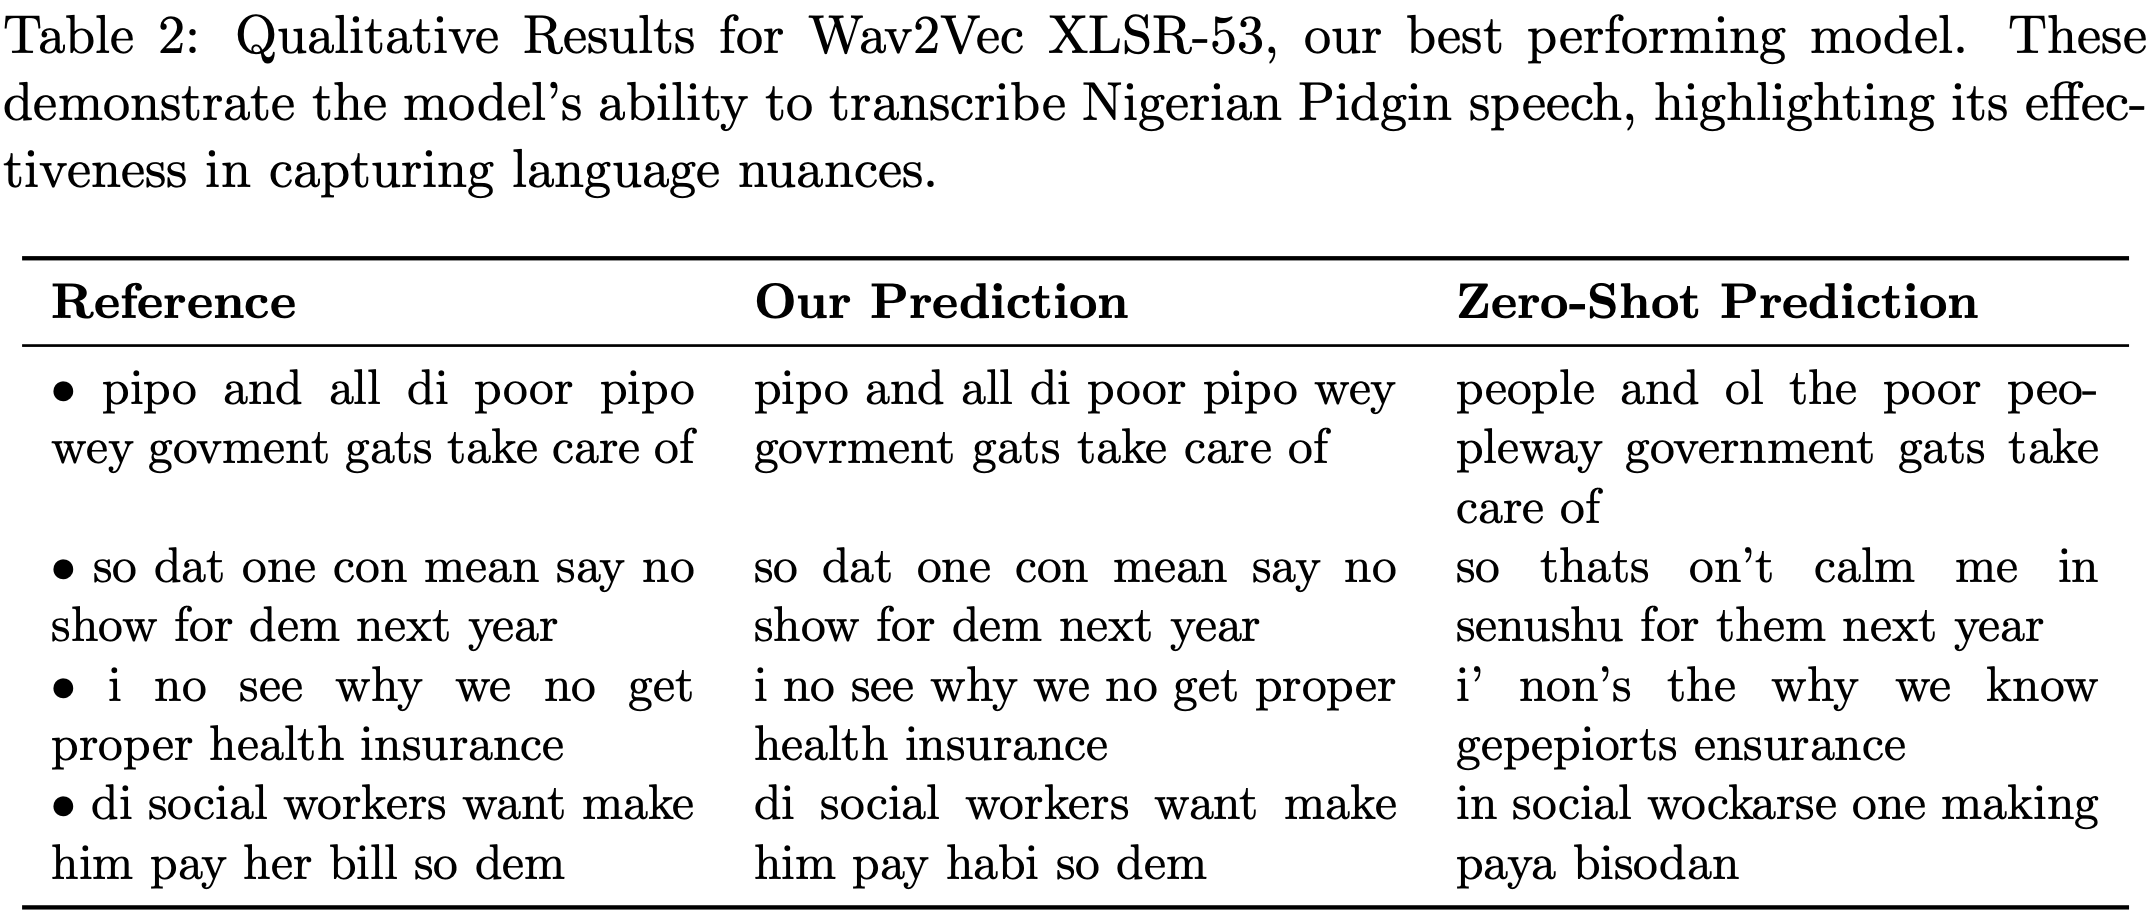 Table 2: Qualitative Results for Wav2Vec XLSR-53, our best performing model. These
demonstrate the model's ability to transcribe Nigerian Pidgin speech, highlighting its effec-
tiveness in capturing language nuances.
Reference Our Prediction Zero-Shot Prediction
• pipo and all di poor pipo
wey govment gats take care of
pipo and all di poor pipo wey
govrment gats take care of
people and ol the poor peo-
pleway government gats take
care of
• so dat one con mean say no
show for dem next year
so dat one con mean say no
show for dem next year
so thats on't calm me in
senushu for them next year
• i no see why we no get
proper health insurance
i no see why we no get proper
health insurance
i' non's the why we know
gepepiorts ensurance
• di social workers want make
him pay her bill so dem
di social workers want make
him pay habi so dem
in social wockarse one making
paya bisodan